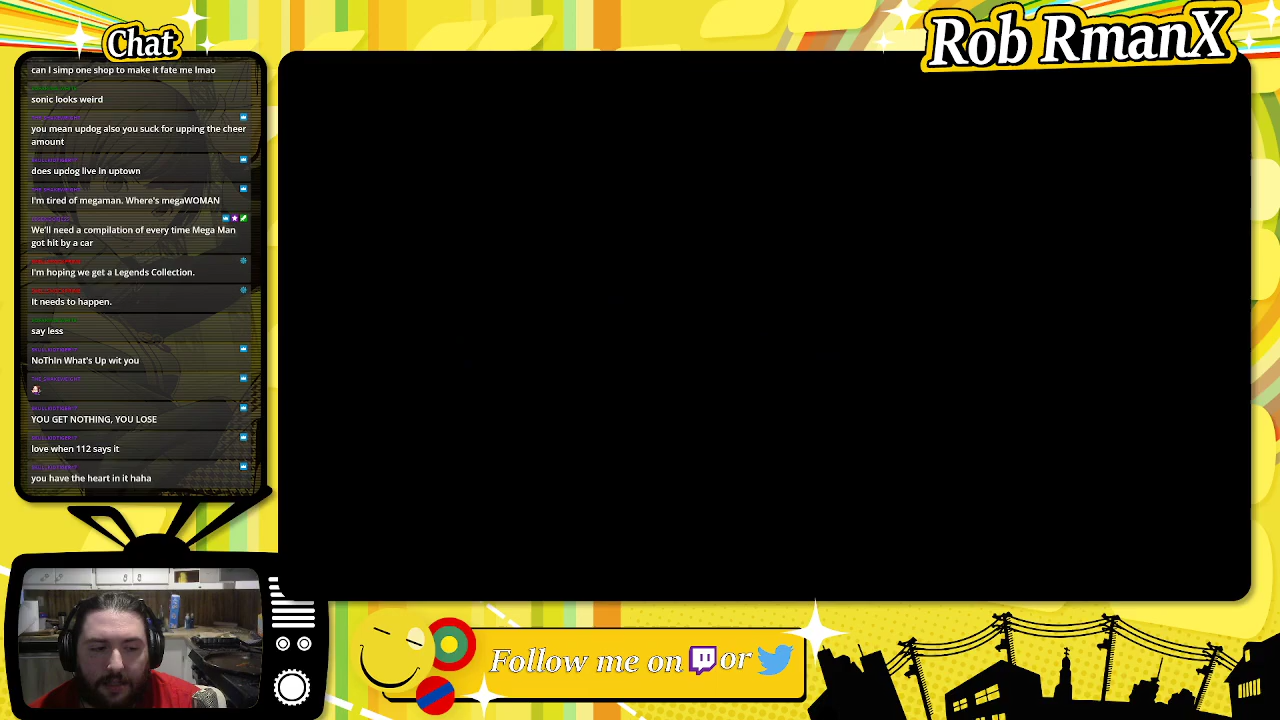 Chat
Rob RmanX
can I simp one shop to make it fate me lmao
sonic looks weird
you mean updog also you suck for upping the cheer
amount
does updog live in uptown
I'm tired of megaman. Where's megaWOMAN
We'll need a compilation of every time Mega Man
got hit by a car
I'm hoping we get a Legends Collection.
It needs to happen.
say less
NoThIn What's Up wit you
YOU GET NOTHING, YOU LOSE
love when 112 says it
you have the heart in it haha
Follow me on or